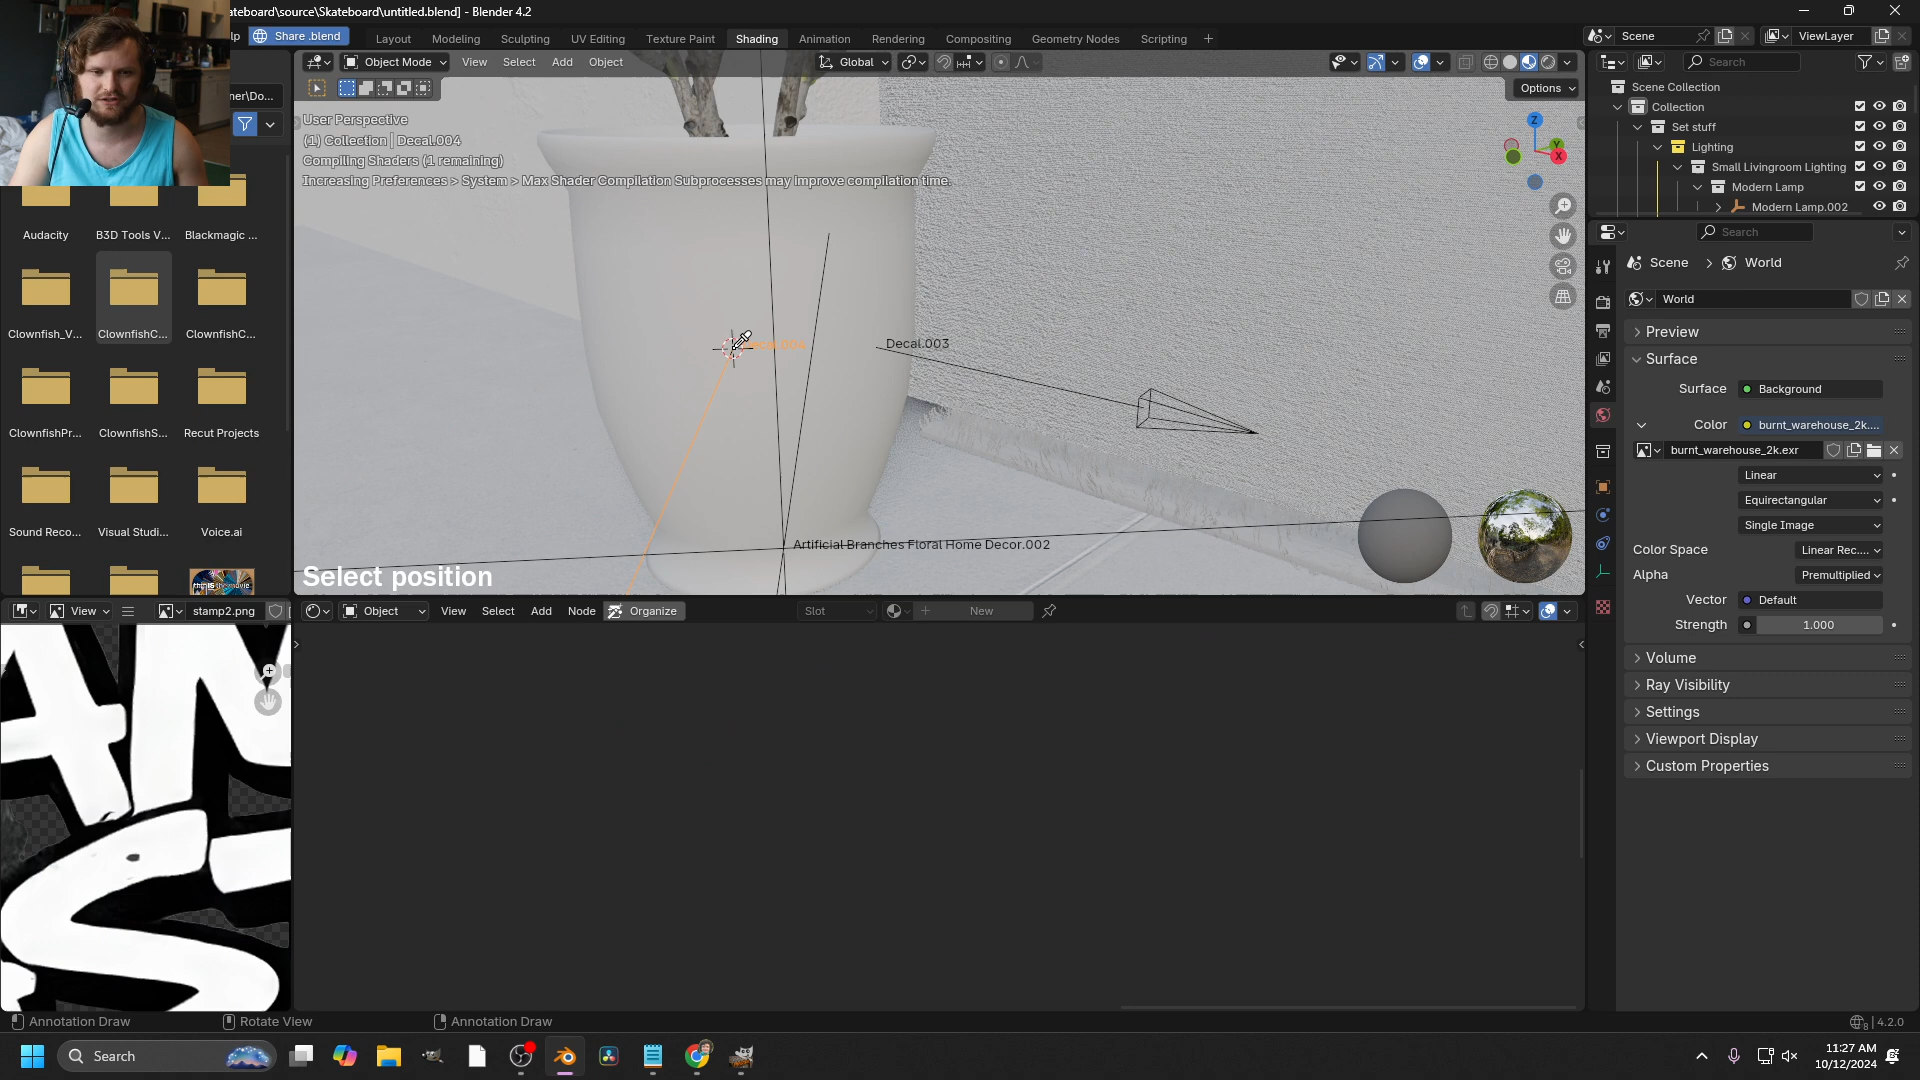 ateboard\source\Skateboard\untitled.blend] - Blender 4.2
lp Share .blend Layout Modeling Sculpting UV Editing Texture Paint Shading Animation Rendering Compositing Geometry Nodes Scripting + Scene ViewLayer
Object Mode View Select Add Object Global Search
Options
ner\Do...
User Perspective
(1) Collection | Decal.004
Compiling Shaders (1 remaining)
Increasing Preferences > System > Max Shader Compilation Subprocesses may improve compilation time.
Z
Y
X
Scene Collection
Collection
Set stuff
Lighting
Small Livingroom Lighting
Modern Lamp
Modern Lamp.002
Search
Scene > World
World
Preview
Surface
Surface Background
Color burnt_warehouse_2k....
burnt_warehouse_2k.exr
Linear
Equirectangular
Single Image
Color Space Linear Rec....
Alpha Premultiplied
Vector Default
Strength 1.000
Volume
Ray Visibility
Settings
Viewport Display
Custom Properties
Audacity B3D Tools V... Blackmagic ...
Clownfish_V... ClownfishC... ClownfishC...
ClownfishPr... ClownfishS... Recut Projects
Sound Reco... Visual Studi... Voice.ai
Decal.004
Decal.003
Artificial Branches Floral Home Decor.002
Select position
View stamp2.png
Object View Select Add Node Organize Slot New
Annotation Draw Rotate View Annotation Draw 4.2.0
Search
11:27 AM
10/12/2024